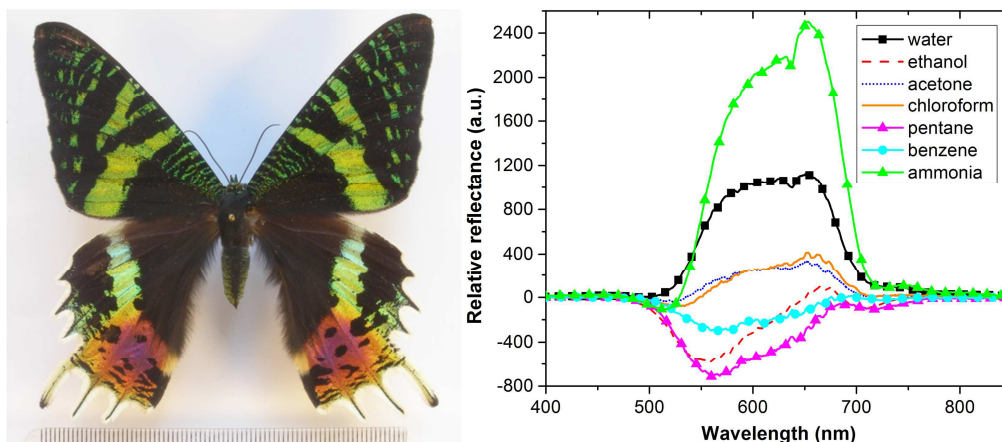 Relative reflectance (a.u.)
2400
2000
1600
1200
800
400
0
-400
-800
water
ethanol
acetone
chloroform
pentane
benzene
ammonia
400 500 600 700 800
Wavelength (nm)